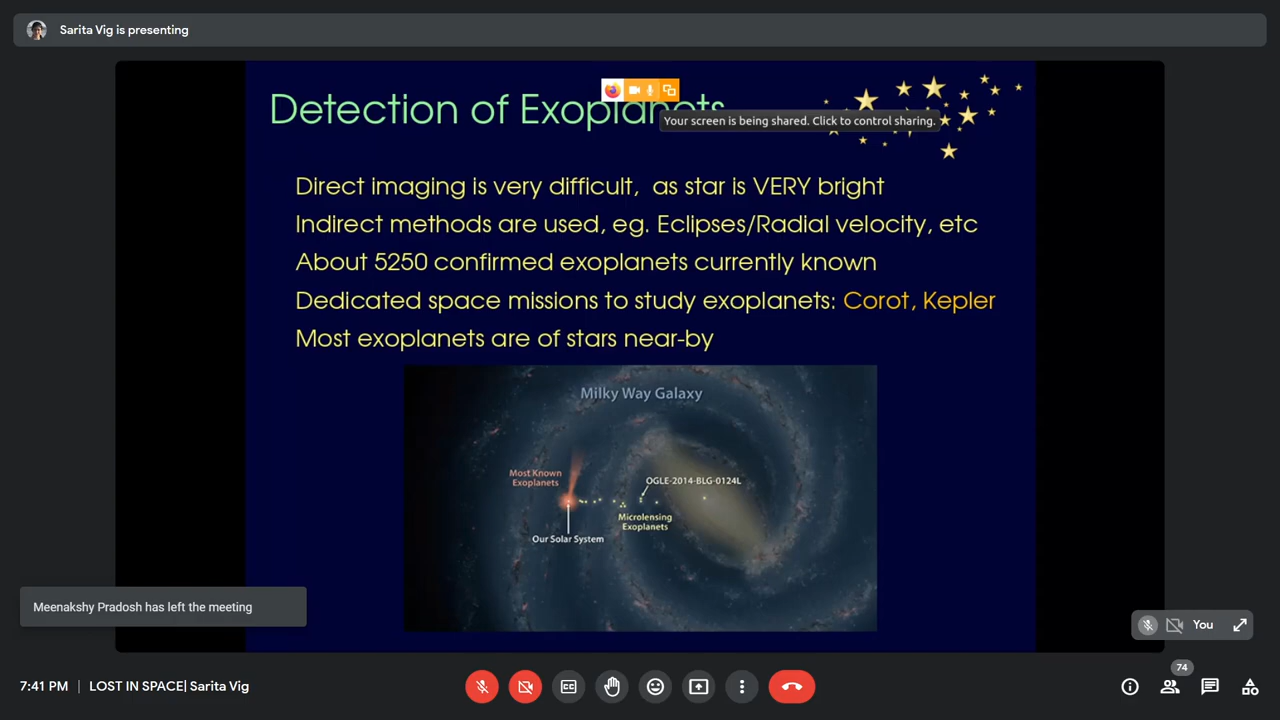 Sarita Vig is presenting
Detection of Exoplanets
Your screen is being shared. Click to control sharing.
Direct imaging is very difficult, as star is VERY bright
Indirect methods are used, eg. Eclipses/Radial velocity, etc
About 5250 confirmed exoplanets currently known
Dedicated space missions to study exoplanets: Corot, Kepler
Most exoplanets are of stars near-by
Milky Way Galaxy
Most Known
Exoplanets
OGLE-2014-BLG-0124L
Microlensing
Exoplanets
Our Solar System
Meenakshy Pradosh has left the meeting
You
74
7:41 PM | LOST IN SPACE| Sarita Vig